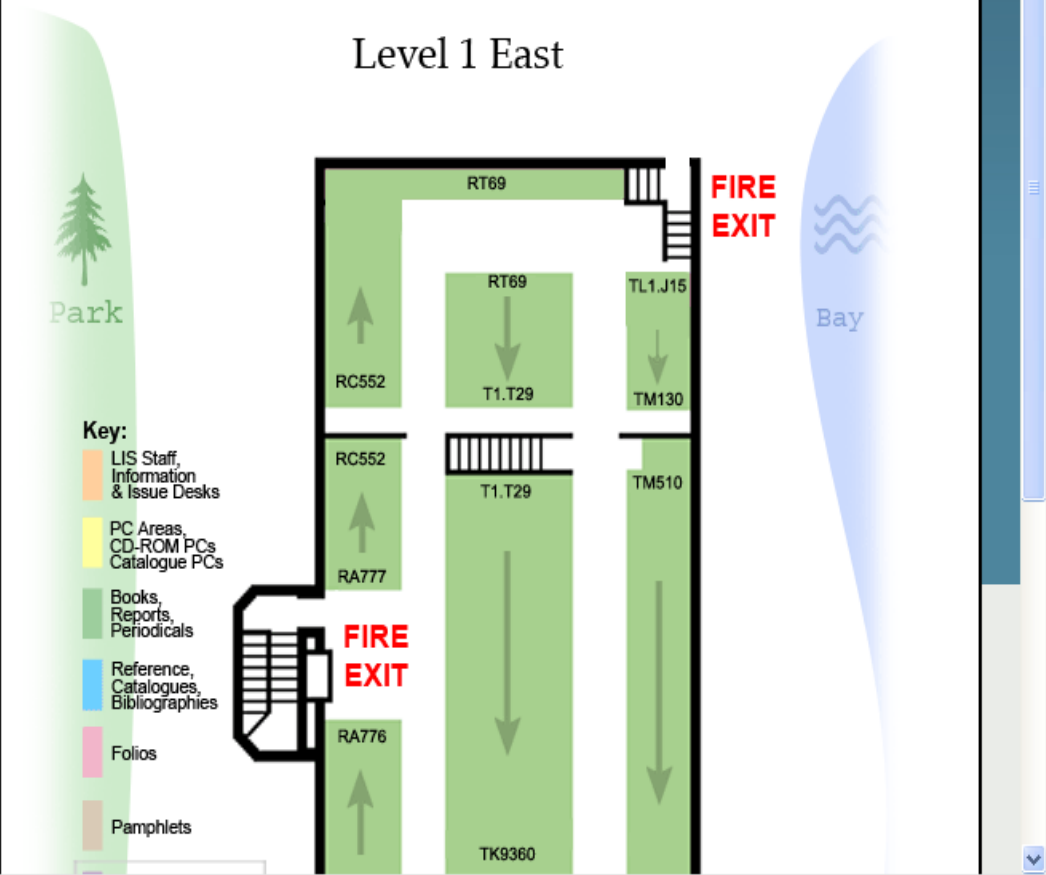 Level 1 East
RT69
FIRE
EXIT
RT69
TL1.J15
Park
Bay
RC552
T1.T29
TM130
Key:
LIS Staff,
Information
& Issue Desks
RC552
T1.T29
TM510
PC Areas,
CD-ROM PCs
Catalogue PCs
RA777
Books,
Reports,
Periodicals
FIRE
EXIT
Reference,
Catalogues,
Bibliographies
RA776
Folios
Pamphlets
TK9360